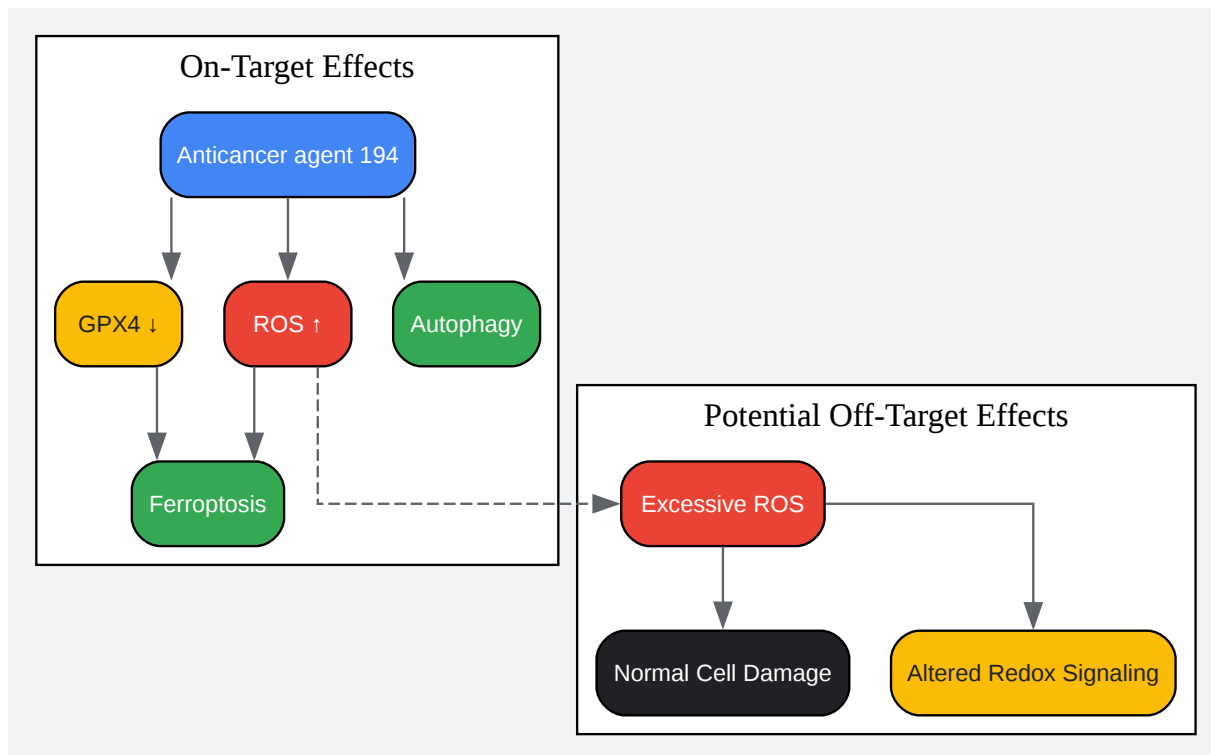 On-Target Effects
Anticancer agent 194
GPX4 ↓
ROS ↑
Autophagy
Ferroptosis
Potential Off-Target Effects
Excessive ROS
Normal Cell Damage
Altered Redox Signaling